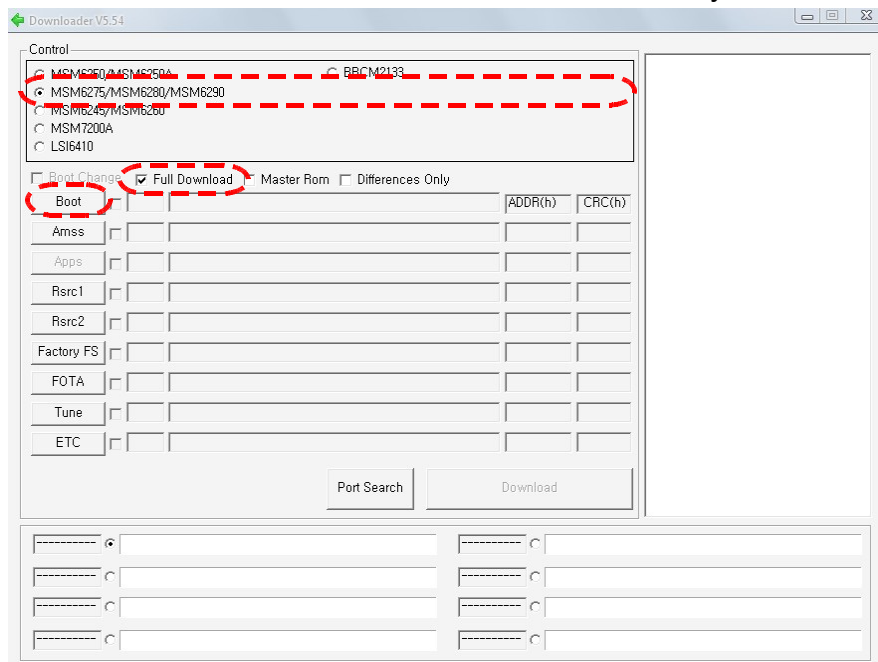 Downloader V5.54
Control
MSM6250/MSM6250A BRCM2133
MSM6275/MSM6280/MSM6290
MSM6245/MSM6260
MSM7200A
LSI6410
Boot Change Full Download Master Rom Differences Only
Boot ADDR(h) CRC(h)
Amss
Apps
Rsrc1
Rsrc2
Factory FS
FOTA
Tune
ETC
Port Search Download
---------- ----------
---------- ----------
---------- ----------
---------- ----------